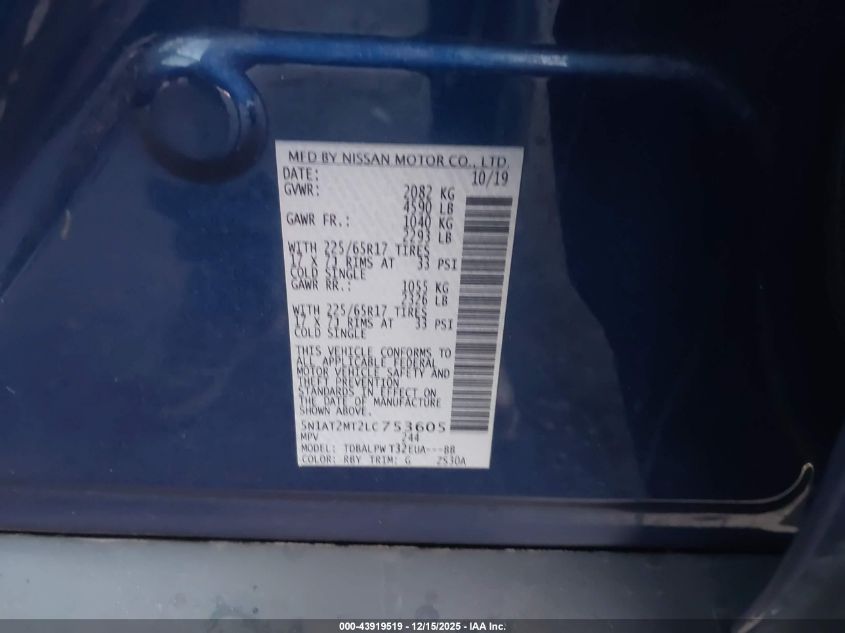 MFD BY NISSAN MOTOR CO., LTD.
DATE: 10/19
GVWR: 2082 KG
4590 LB
GAWR FR.: 1040 KG
2293 LB
WITH 225/65R17 TIRES
17 X 7J RIMS AT 33 PSI
COLD SINGLE
GAWR RR.: 1055 KG
2326 LB
WITH 225/65R17 TIRES
17 X 7J RIMS AT 33 PSI
COLD SINGLE
THIS VEHICLE CONFORMS TO
ALL APPLICABLE FEDERAL
MOTOR VEHICLE SAFETY AND
THEFT PREVENTION
STANDARDS IN EFFECT ON
THE DATE OF MANUFACTURE
SHOWN ABOVE.
5N1AT2MT2LC753605
MPV 244
MODEL: TDBALPW T32EUA---BB
COLOR: RBY TRIM: G 2S30A
000-43919519 - 12/15/2025 - IAA Inc.